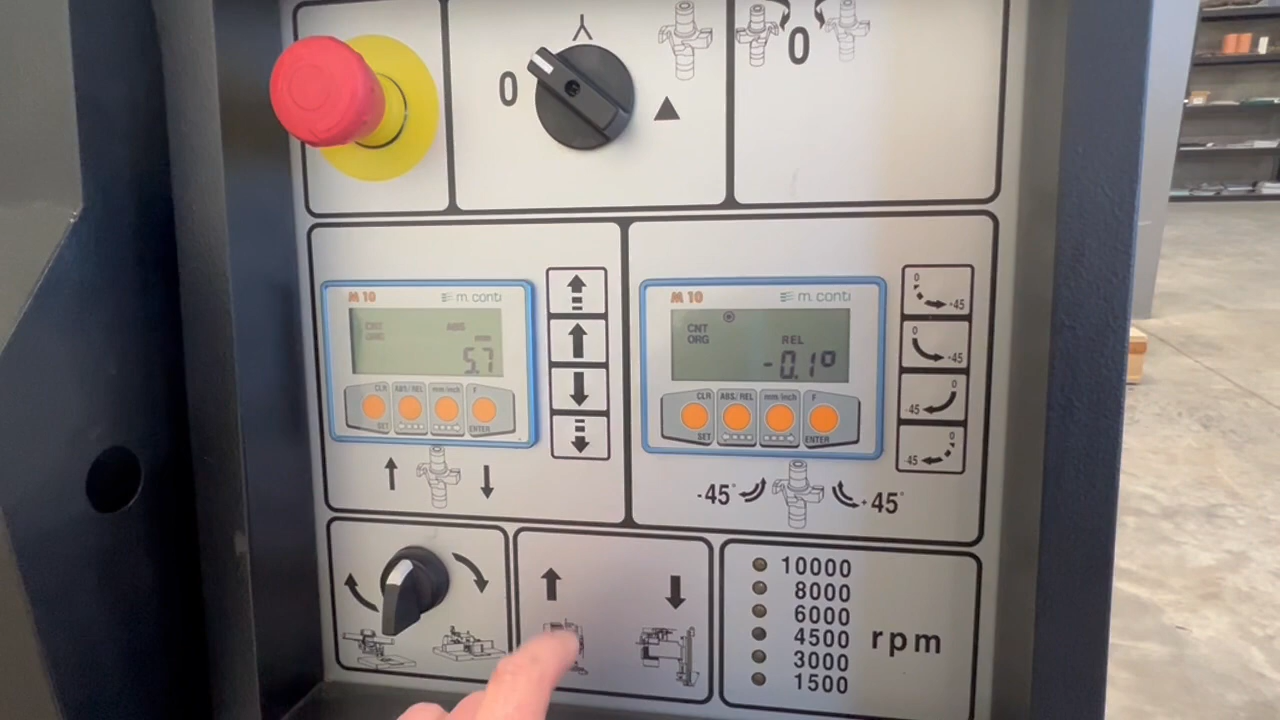 0
0
M 10
m. conti
CNT
ORG
ABS
5.7
CLR
ABS/REL
mm/inch
F
SET
ENTER
M 10
m. conti
CNT
ORG
REL
-0.1°
CLR
ABS/REL
mm/inch
F
SET
ENTER
0
+45
0
-45
0
-45
0
-45
-45°
+45°
10000
8000
6000
4500
3000
1500
rpm